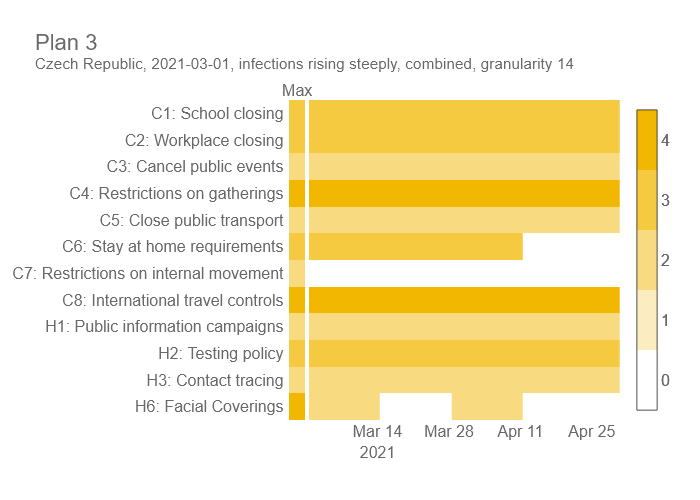 Plan 3
Czech Republic, 2021-03-01, infections rising steeply, combined, granularity 14
Max
C1: School closing
C2: Workplace closing
C3: Cancel public events
C4: Restrictions on gatherings
C5: Close public transport
C6: Stay at home requirements
C7: Restrictions on internal movement
C8: International travel controls
H1: Public information campaigns
H2: Testing policy
H3: Contact tracing
H6: Facial Coverings
Mar 14 Mar 28 Apr 11 Apr 25
2021
4
3
2
1
0